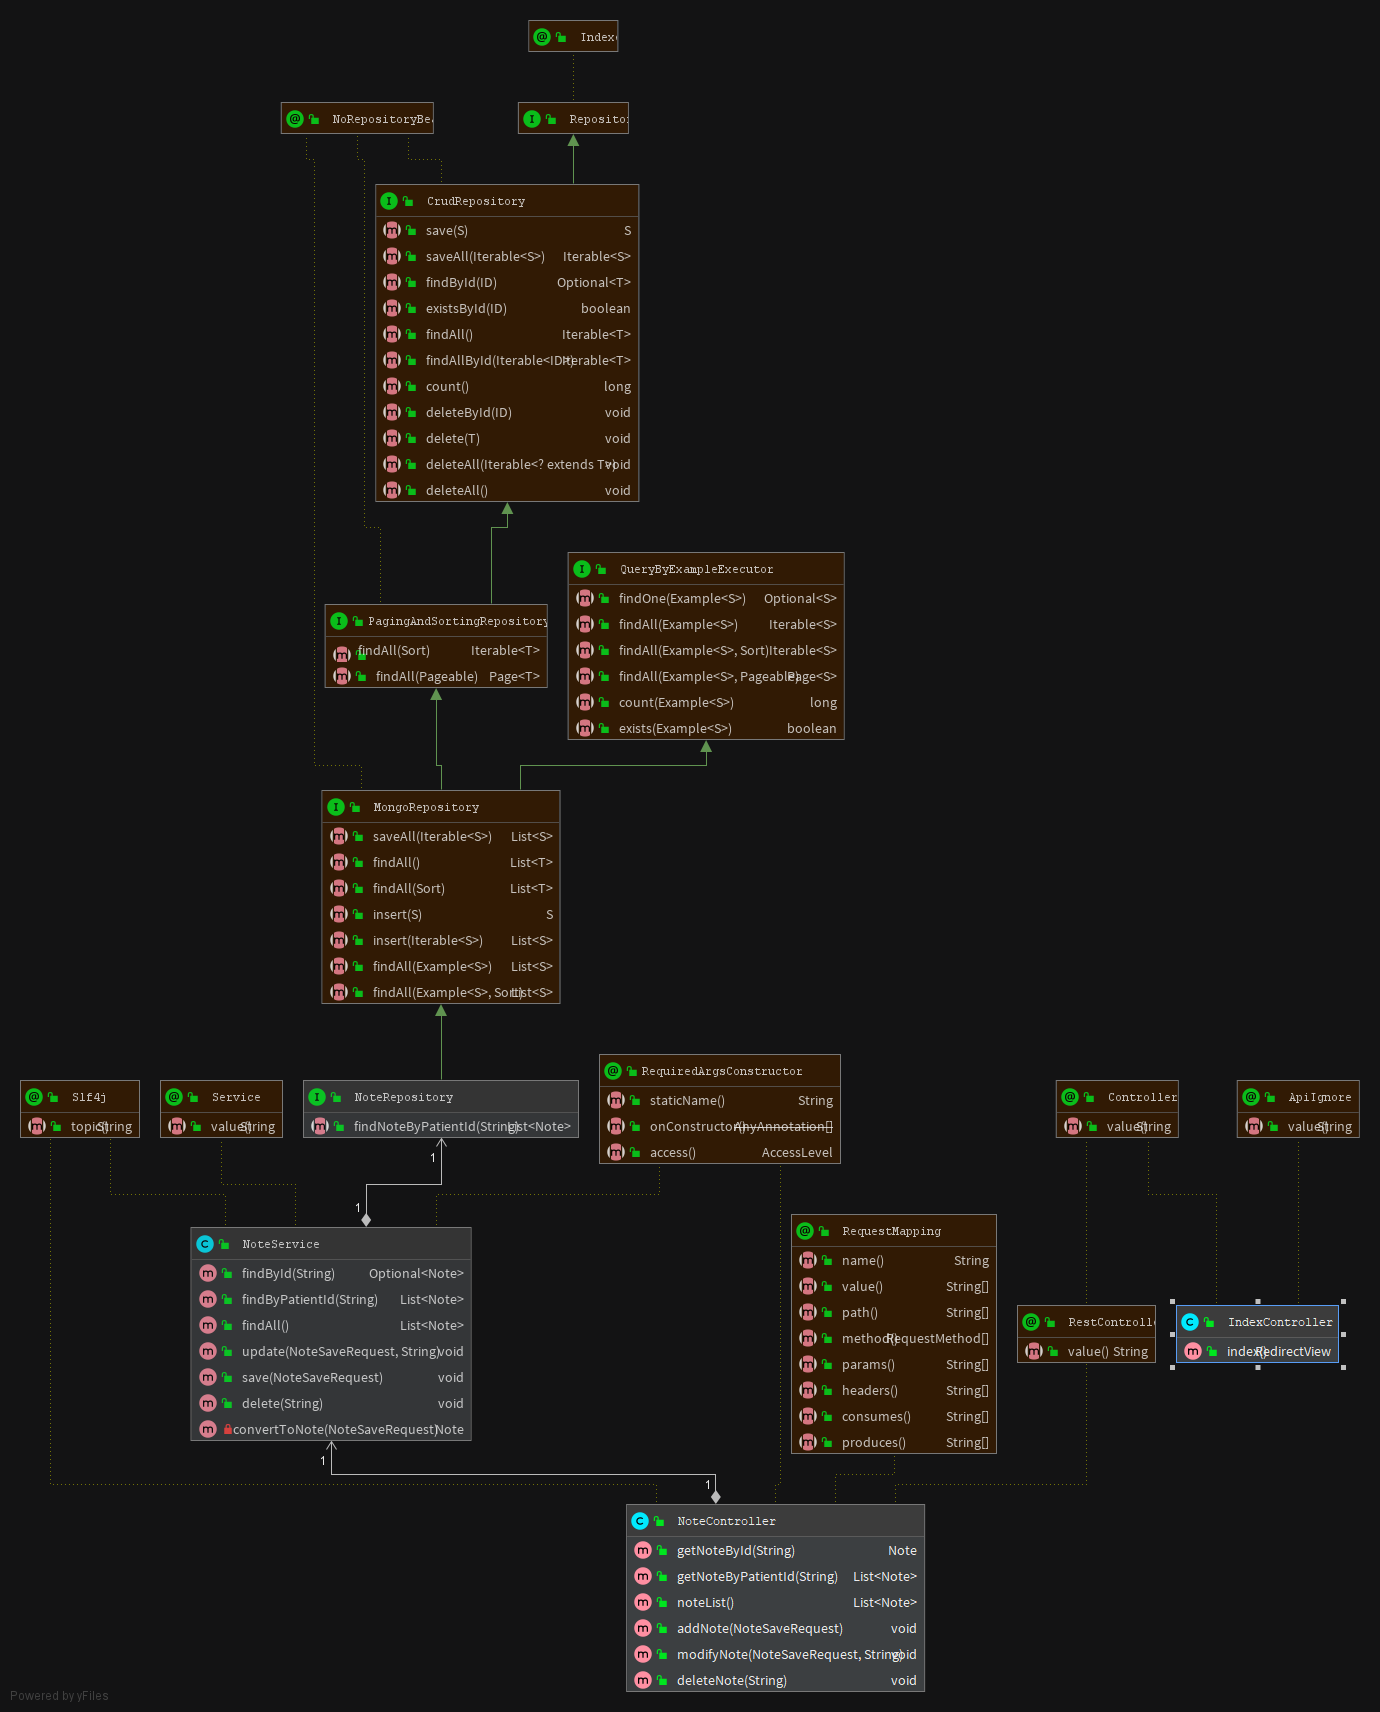 Index
NoRepositoryBe
Reposito
CrudRepository
save(S) S
saveAll(Iterable<S>) Iterable<S>
findById(ID) Optional<T>
existsById(ID) boolean
findAll() Iterable<T>
findAllById(Iterable<ID>) Iterable<T>
count() long
deleteById(ID) void
delete(T) void
deleteAll(Iterable<? extends T>) void
deleteAll() void
QueryByExampleExecutor
findOne(Example<S>) Optional<S>
findAll(Example<S>) Iterable<S>
findAll(Example<S>, Sort) Iterable<S>
findAll(Example<S>, Pageable) Page<S>
count(Example<S>) long
exists(Example<S>) boolean
PagingAndSortingRepository
findAll(Sort) Iterable<T>
findAll(Pageable) Page<T>
MongoRepository
saveAll(Iterable<S>) List<S>
findAll() List<T>
findAll(Sort) List<T>
insert(S) S
insert(Iterable<S>) List<S>
findAll(Example<S>) List<S>
findAll(Example<S>, Sort) List<S>
Slf4j
topic() String
Service
value() String
NoteRepository
findNoteByPatientId(String) List<Note>
RequiredArgsConstructor
staticName() String
onConstructor() AnyAnnotation[]
access() AccessLevel
Controller
value() String
ApiIgnore
value() String
1
1
NoteService
findById(String) Optional<Note>
findByPatientId(String) List<Note>
findAll() List<Note>
update(NoteSaveRequest, String) void
save(NoteSaveRequest) void
delete(String) void
convertToNote(NoteSaveRequest) Note
RequestMapping
name() String
value() String[]
path() String[]
method() RequestMethod[]
params() String[]
headers() String[]
consumes() String[]
produces() String[]
RestControll
value() String
IndexController
index() RedirectView
1
1
NoteController
getNoteById(String) Note
getNoteByPatientId(String) List<Note>
noteList() List<Note>
addNote(NoteSaveRequest) void
modifyNote(NoteSaveRequest, String) void
deleteNote(String) void
Powered by yFiles